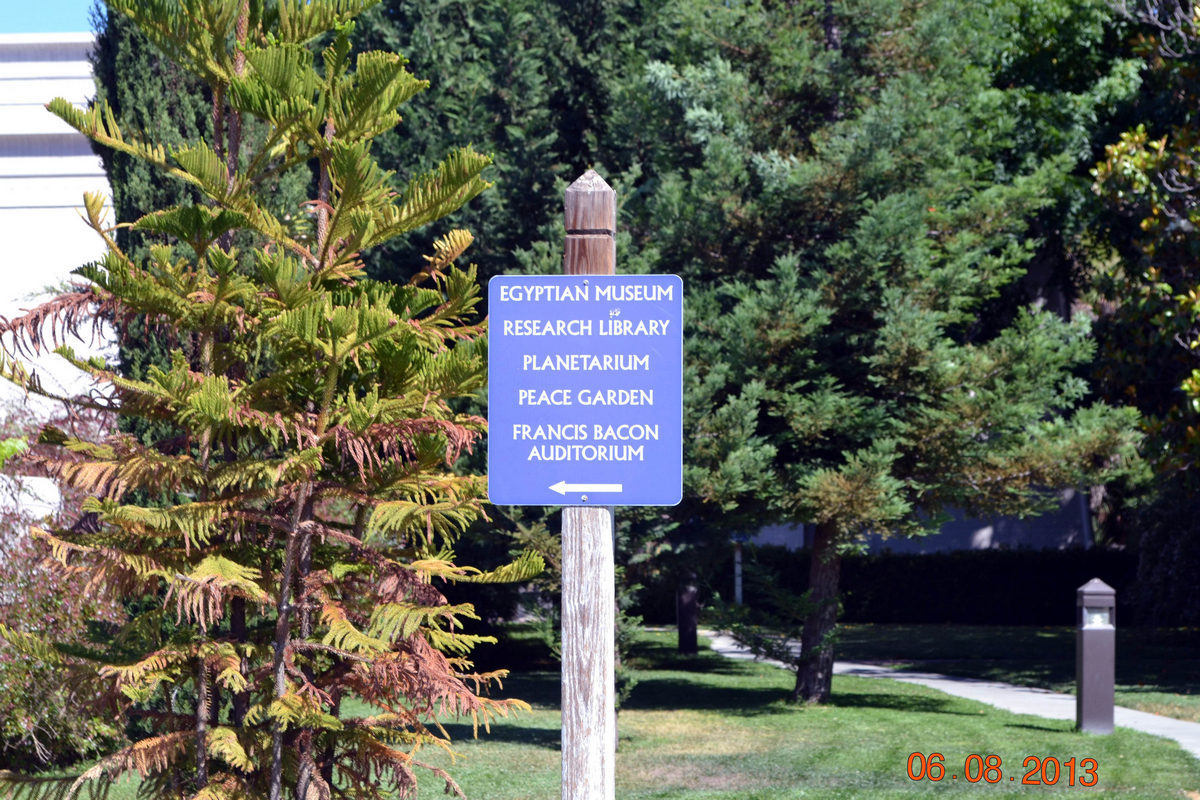 EGYPTIAN MUSEUM
RESEARCH LIBRARY
PLANETARIUM
PEACE GARDEN
FRANCIS BACON
AUDITORIUM
06.08.2013